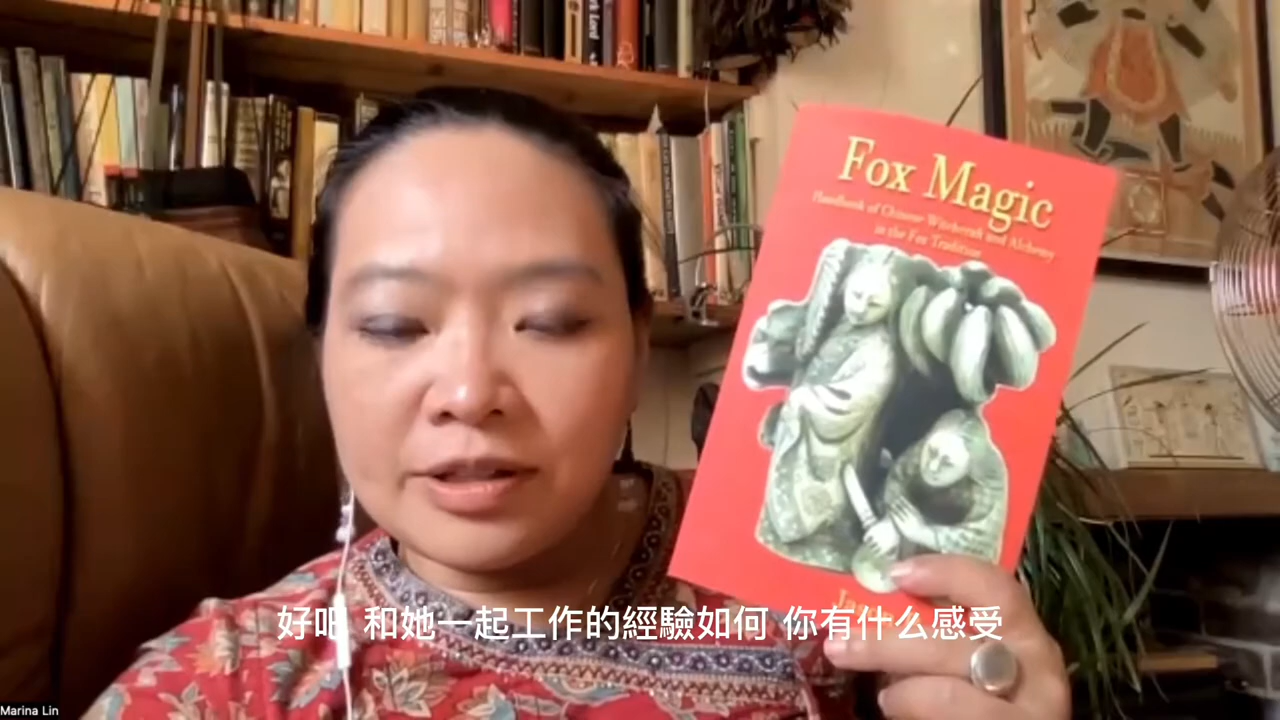 Fox Magic
Handbook of Chinese Witchcraft and Alchemy
in the Fox Tradition
好吧 和她一起工作的經驗如何 你有什么感受
Marina Lin